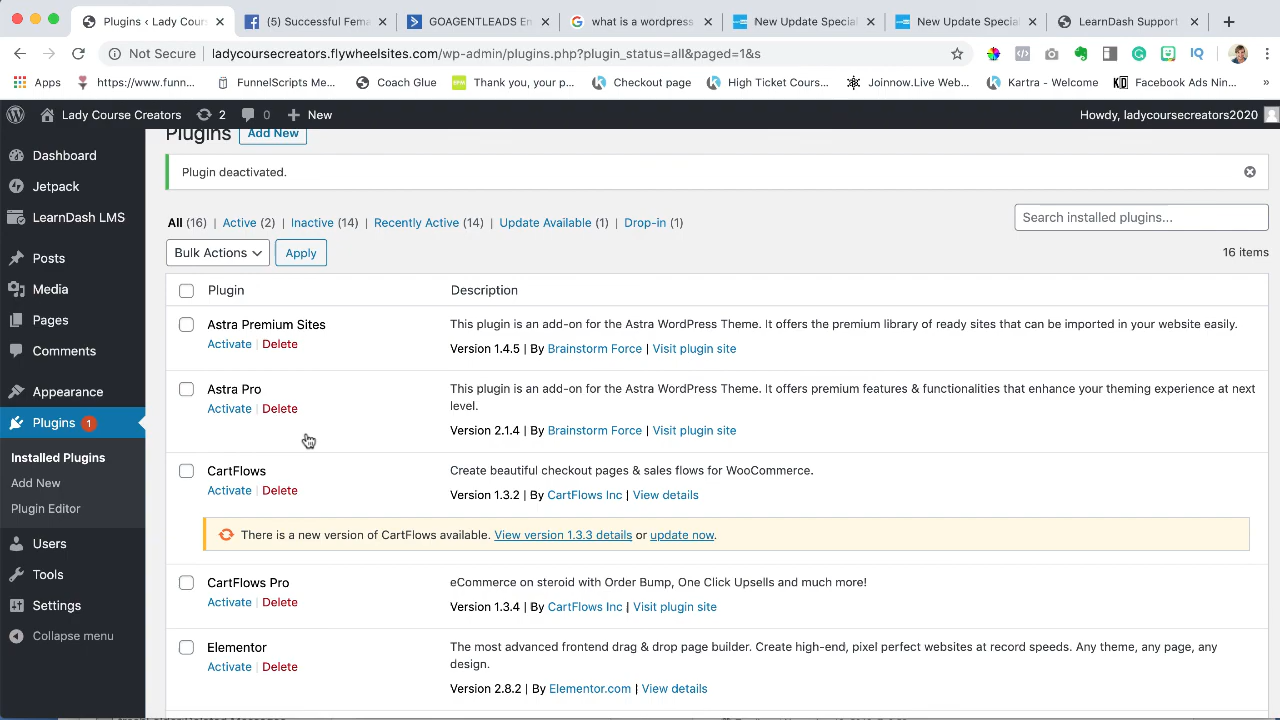 Plugins ‹ Lady Cours
(5) Successful Fema
GOAGENTLEADS En
what is a wordpress
New Update Special
New Update Special
LearnDash Support
Not Secure
ladycoursecreators.flywheelsites.com/wp-admin/plugins.php?plugin_status=all&paged=1&s
Apps
https://www.funn...
FunnelScripts Me...
Coach Glue
Thank you, your p...
Checkout page
High Ticket Cours...
Joinnow.Live Web...
Kartra - Welcome
Facebook Ads Nin...
»
Lady Course Creators
2
0
New
Howdy, ladycoursecreators2020
Dashboard
Jetpack
LearnDash LMS
Posts
Media
Pages
Comments
Appearance
Plugins 1
Installed Plugins
Add New
Plugin Editor
Users
Tools
Settings
Collapse menu
Plugins Add New
Plugin deactivated.
All (16) | Active (2) | Inactive (14) | Recently Active (14) | Update Available (1) | Drop-in (1)
Search installed plugins...
Bulk Actions
Apply
16 items
Plugin Description
Astra Premium Sites
Activate | Delete
This plugin is an add-on for the Astra WordPress Theme. It offers the premium library of ready sites that can be imported in your website easily.
Version 1.4.5 | By Brainstorm Force | Visit plugin site
Astra Pro
Activate | Delete
This plugin is an add-on for the Astra WordPress Theme. It offers premium features & functionalities that enhance your theming experience at next
level.
Version 2.1.4 | By Brainstorm Force | Visit plugin site
CartFlows
Activate | Delete
Create beautiful checkout pages & sales flows for WooCommerce.
Version 1.3.2 | By CartFlows Inc | View details
There is a new version of CartFlows available. View version 1.3.3 details or update now.
CartFlows Pro
Activate | Delete
eCommerce on steroid with Order Bump, One Click Upsells and much more!
Version 1.3.4 | By CartFlows Inc | Visit plugin site
Elementor
Activate | Delete
The most advanced frontend drag & drop page builder. Create high-end, pixel perfect websites at record speeds. Any theme, any page, any
design.
Version 2.8.2 | By Elementor.com | View details